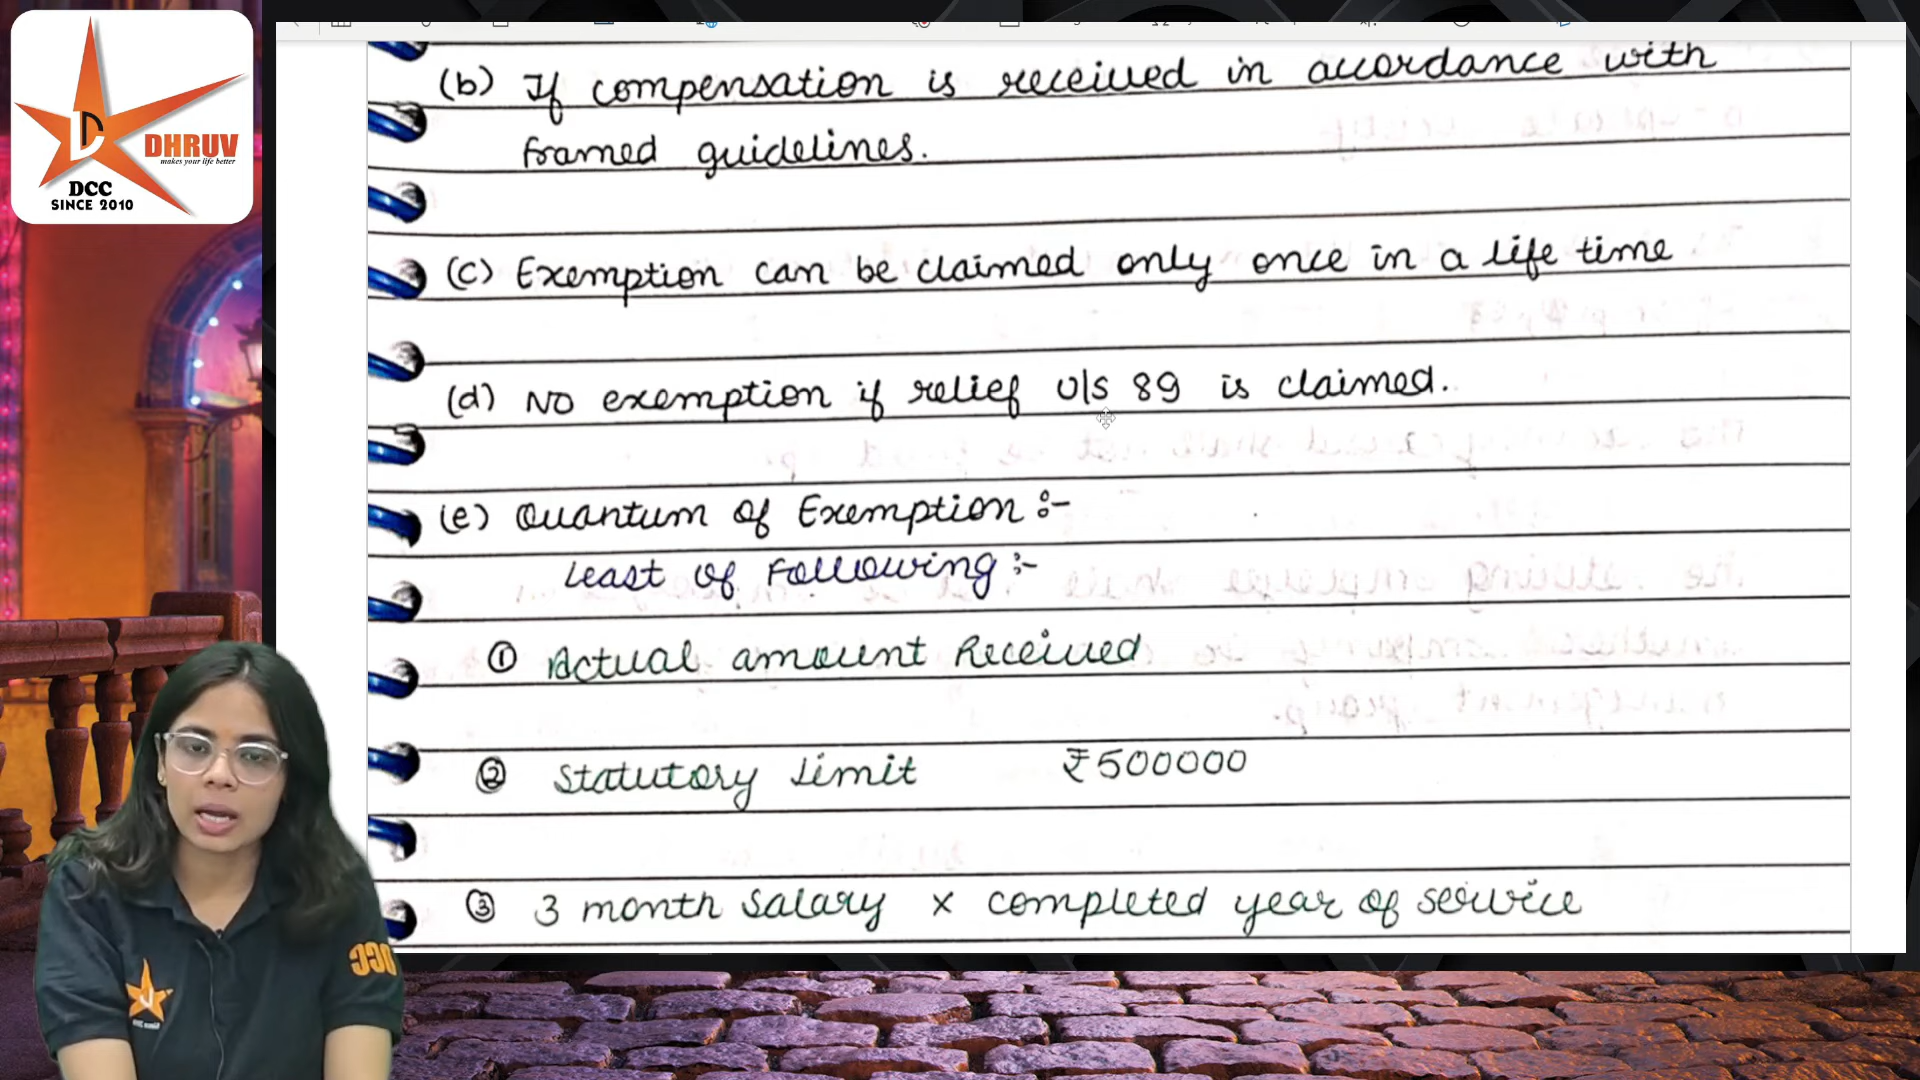 DHRUV
makes your life better
DCC
SINCE 2010
(b) If compensation is received in accordance with
framed guidelines.
(c) Exemption can be claimed only once in a life time
(d) NO exemption if relief U/S 89 is claimed.
(e) Quantum of Exemption :-
Least of Following :-
① Actual amount Received
② Statutory Limit ₹500000
③ 3 month Salary x completed year of service